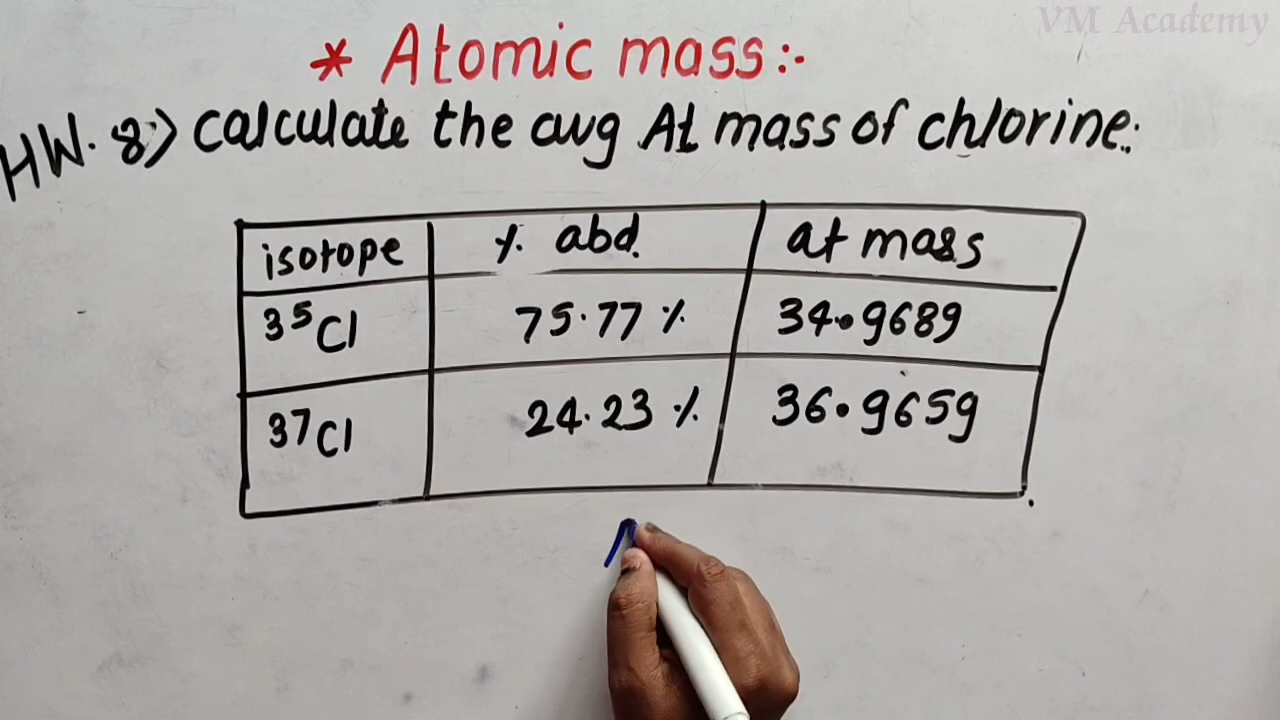 VM Academy
* Atomic mass:-
HW. 8) calculate the avg At mass of chlorine:
isotope % abd. at mass
³⁵Cl 75.77 % 34.9689
³⁷Cl 24.23 % 36.9659